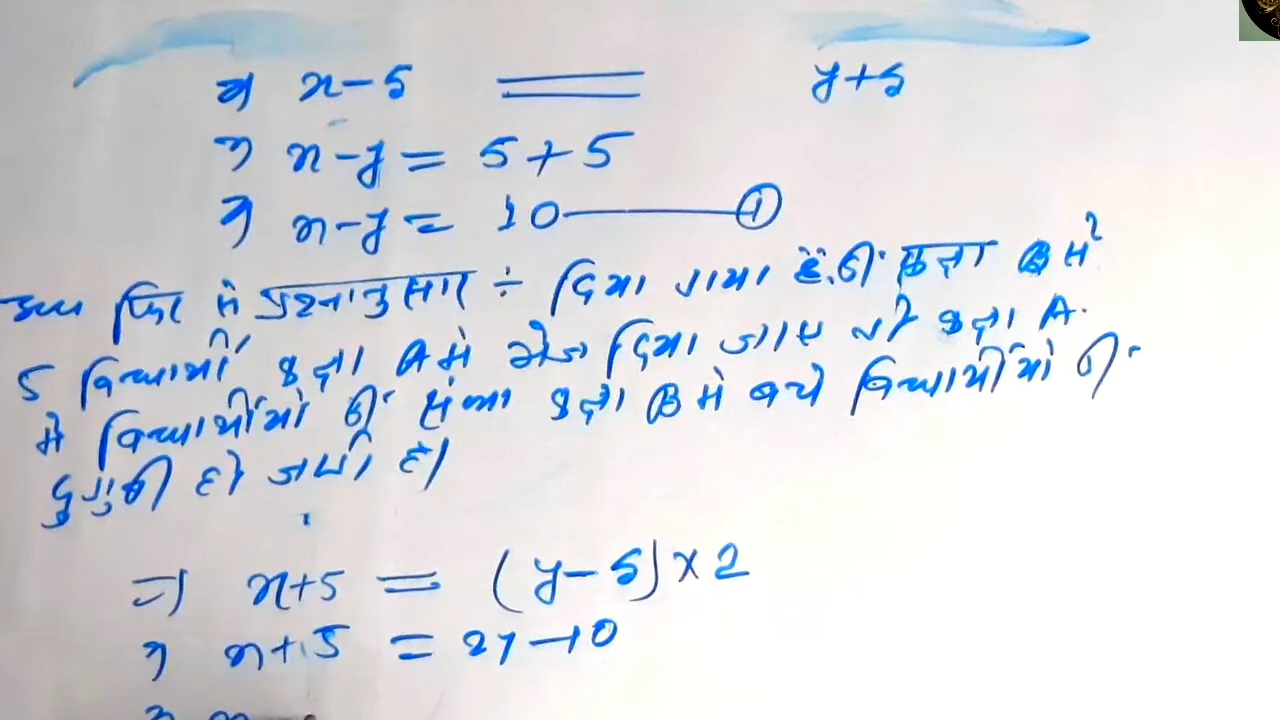 या x-5 = y+5
या x-y = 5+5
या x-y = 10 — ①
अब फिर से प्रश्नानुसार ÷ दिया गया है की कक्षा B से
5 विद्यार्थी कक्षा A में भेज दिया जाए तो कक्षा A
में विद्यार्थीयों की संख्या कक्षा B में बचे विद्यार्थीयों की
दुगुनी हो जाती है।
⇒ x+5 = (y-5)×2
या x+5 = 2y-10